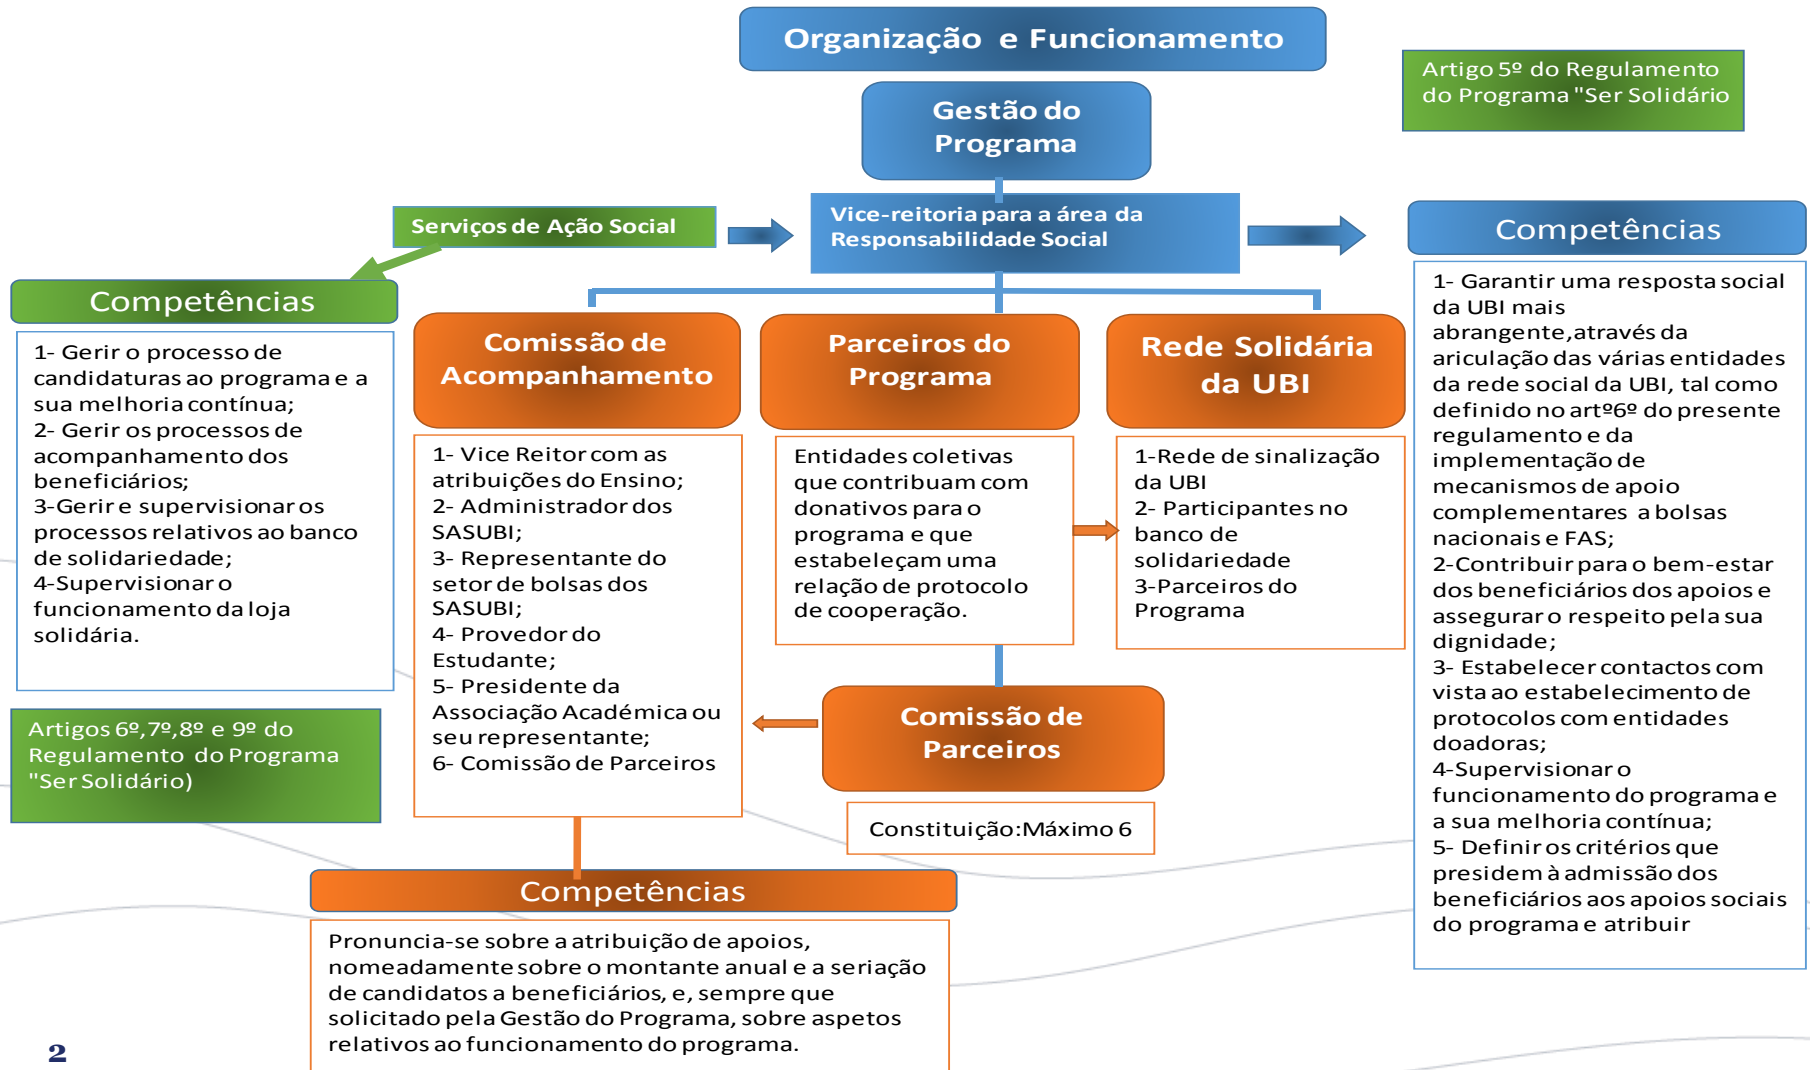 Organização e Funcionamento
Artigo 5º do Regulamento
do Programa "Ser Solidário
Gestão do
Programa
Serviços de Ação Social
Vice-reitoria para a área da
Responsabilidade Social
Competências
1- Garantir uma resposta social
da UBI mais
abrangente,através da
ariculação das várias entidades
da rede social da UBI, tal como
definido no artº6º do presente
regulamento e da
implementação de
mecanismos de apoio
complementares a bolsas
nacionais e FAS;
2-Contribuir para o bem-estar
dos beneficiários dos apoios e
assegurar o respeito pela sua
dignidade;
3- Estabelecer contactos com
vista ao estabelecimento de
protocolos com entidades
doadoras;
4-Supervisionar o
funcionamento do programa e
a sua melhoria contínua;
5- Definir os critérios que
presidem à admissão dos
beneficiários aos apoios sociais
do programa e atribuir
Competências
1- Gerir o processo de
candidaturas ao programa e a
sua melhoria contínua;
2- Gerir os processos de
acompanhamento dos
beneficiários;
3-Gerir e supervisionar os
processos relativos ao banco
de solidariedade;
4-Supervisionar o
funcionamento da loja
solidária.
Artigos 6º,7º,8º e 9º do
Regulamento do Programa
"Ser Solidário)
Comissão de
Acompanhamento
1- Vice Reitor com as
atribuições do Ensino;
2- Administrador dos
SASUBI;
3- Representante do
setor de bolsas dos
SASUBI;
4- Provedor do
Estudante;
5- Presidente da
Associação Académica ou
seu representante;
6- Comissão de Parceiros
Parceiros do
Programa
Entidades coletivas
que contribuam com
donativos para o
programa e que
estabeleçam uma
relação de protocolo
de cooperação.
Rede Solidária
da UBI
1-Rede de sinalização
da UBI
2- Participantes no
banco de
solidariedade
3-Parceiros do
Programa
Comissão de
Parceiros
Constituição:Máximo 6
Competências
Pronuncia-se sobre a atribuição de apoios,
nomeadamente sobre o montante anual e a seriação
de candidatos a beneficiários, e, sempre que
solicitado pela Gestão do Programa, sobre aspetos
relativos ao funcionamento do programa.
2